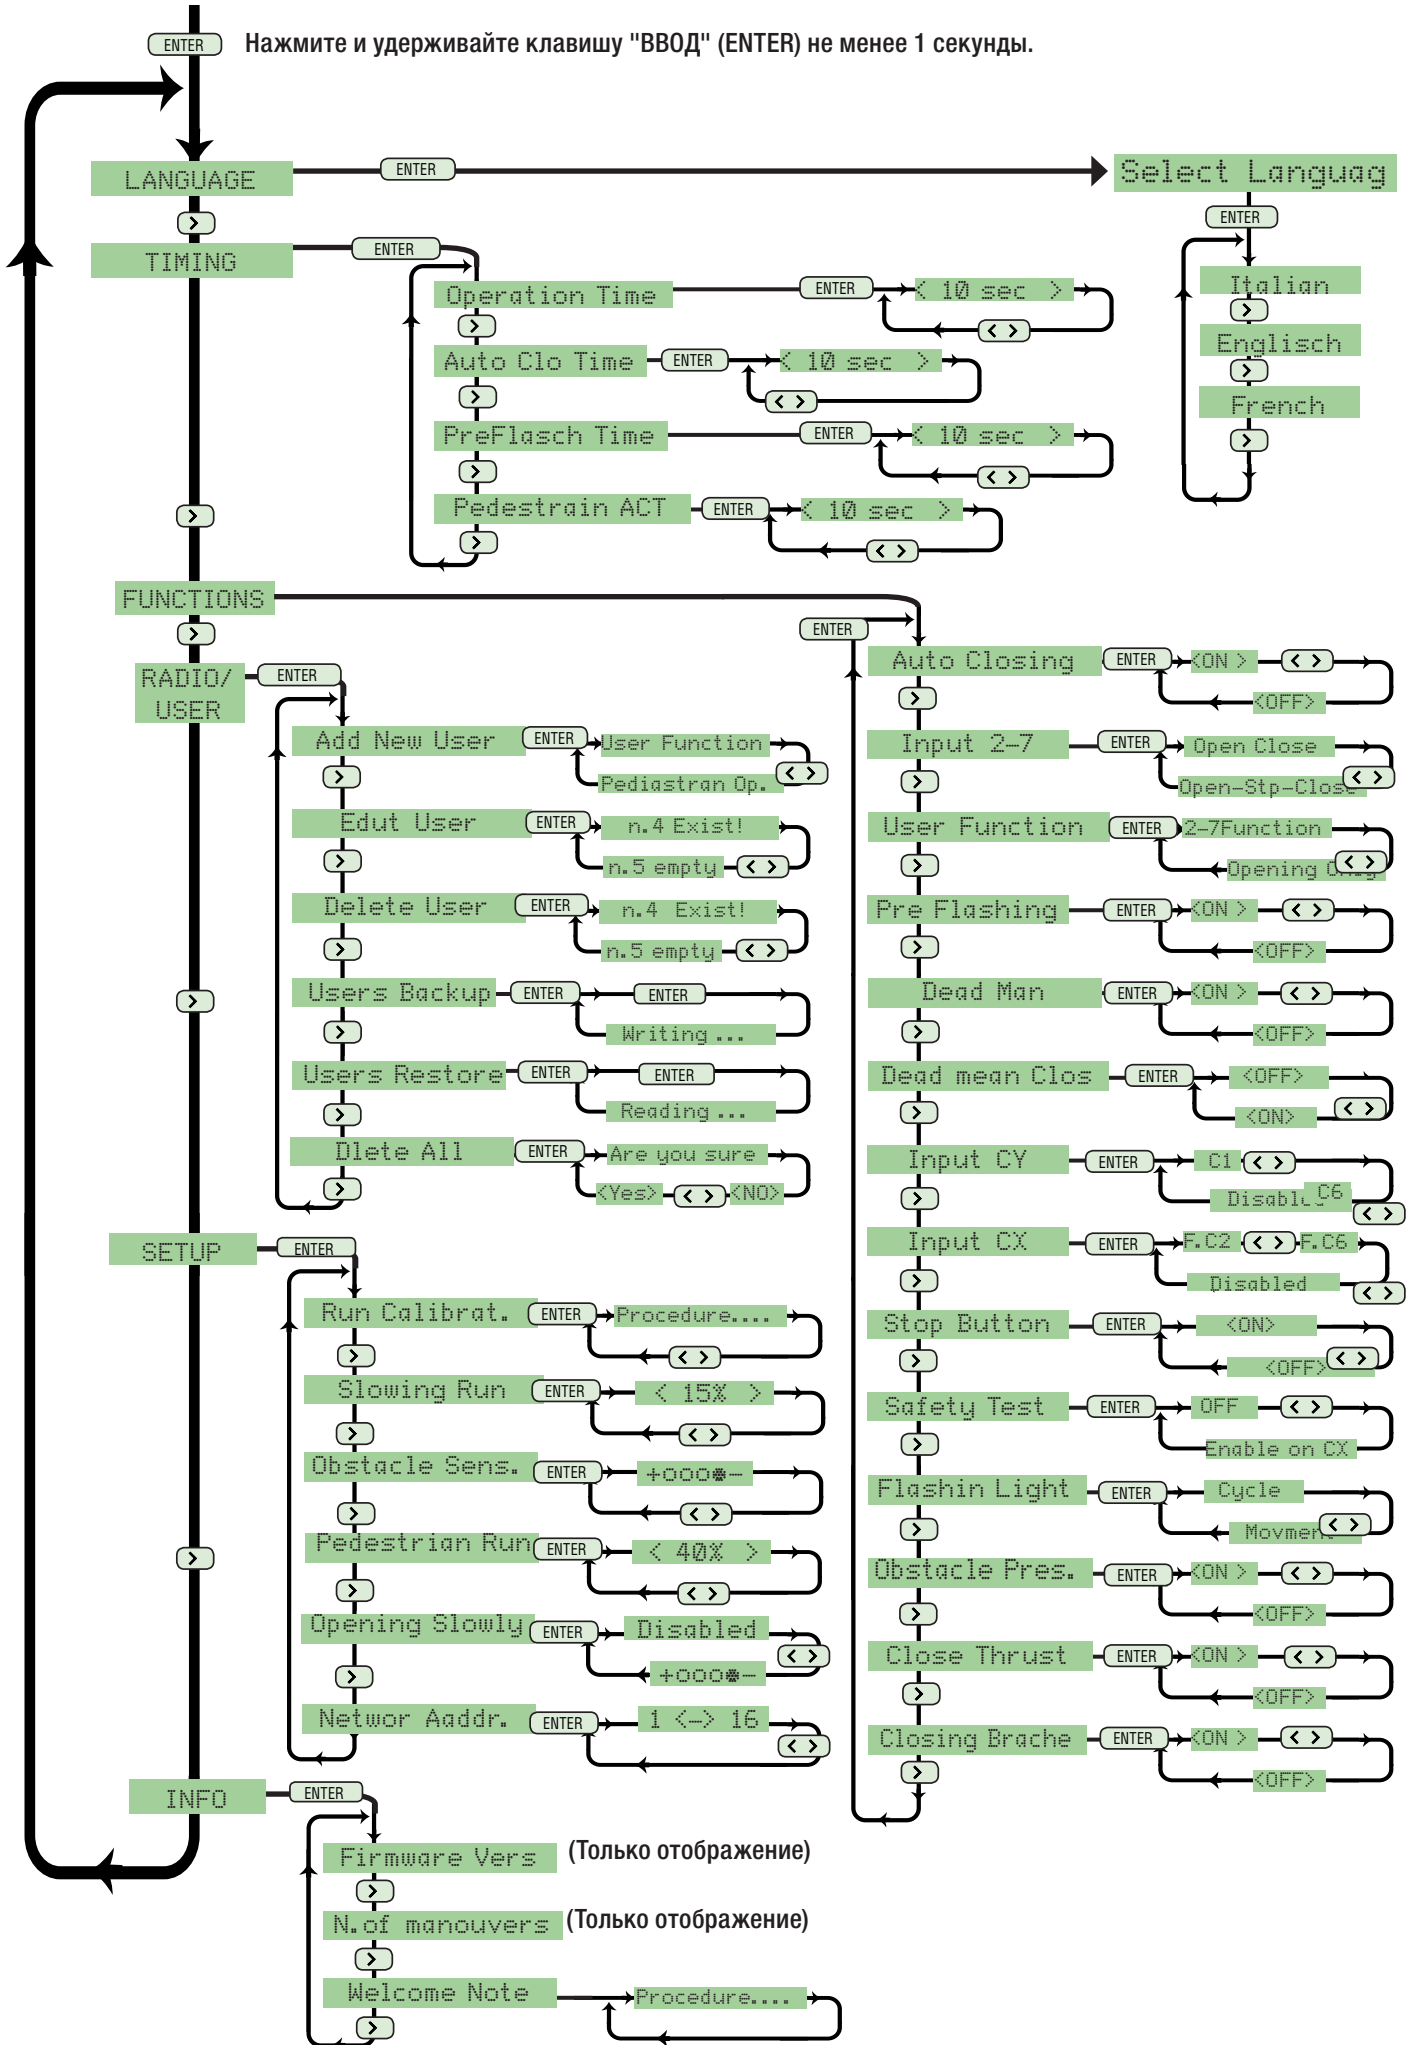 ENTER Нажмите и удерживайте клавишу "ВВОД" (ENTER) не менее 1 секунды.
LANGUAGE ENTER Select Languag
ENTER
Italian
>
Englisch
>
French
>
>
TIMING ENTER
Operation Time ENTER < 10 sec >
> < >
Auto Clo Time ENTER < 10 sec >
> < >
PreFlasch Time ENTER < 10 sec >
> < >
Pedestrain ACT ENTER < 10 sec >
> < >
>
FUNCTIONS ENTER
Auto Closing ENTER <ON > < >
> <OFF>
Input 2-7 ENTER Open Close
> Open-Stp-Close < >
User Function ENTER 2-7Function
> Opening < >
Pre Flashing ENTER <ON > < >
> <OFF>
Dead Man ENTER <ON > < >
> <OFF>
Dead mean Clos ENTER <OFF>
> <ON> < >
Input CY ENTER C1 < >
> C6 < >
Input CX ENTER F.C2 < > F.C6
> Disabled < >
Stop Button ENTER <ON>
> <OFF> < >
Safety Test ENTER OFF < >
> Enable on CX
Flashin Light ENTER Cycle
> < >
Obstacle Pres. ENTER <ON > < >
> <OFF>
Close Thrust ENTER <ON > < >
> <OFF>
Closing Brache ENTER <ON > < >
> <OFF>
>
RADIO/
USER
ENTER
Add New User ENTER User Function
> Pediastran Op. < >
Edut User ENTER n.4 Exist!
> n.5 empty < >
Delete User ENTER n.4 Exist!
> n.5 empty < >
Users Backup ENTER ENTER
> Writing ...
Users Restore ENTER ENTER
> Reading ...
Dlete All ENTER Are you sure
> <Yes> < > <NO>
>
SETUP ENTER
Run Calibrat. ENTER Procedure....
> < >
Slowing Run ENTER < 15% >
> < >
Obstacle Sens. ENTER +ooo●-
> < >
Pedestrian Run ENTER < 40% >
> < >
Opening Slowly ENTER Disabled
> +ooo●- < >
Networ Aaddr. ENTER 1 <-> 16
< >
>
INFO ENTER
Firmware Vers (Только отображение)
>
N.of manouvers (Только отображение)
>
Welcome Note Procedure....
>